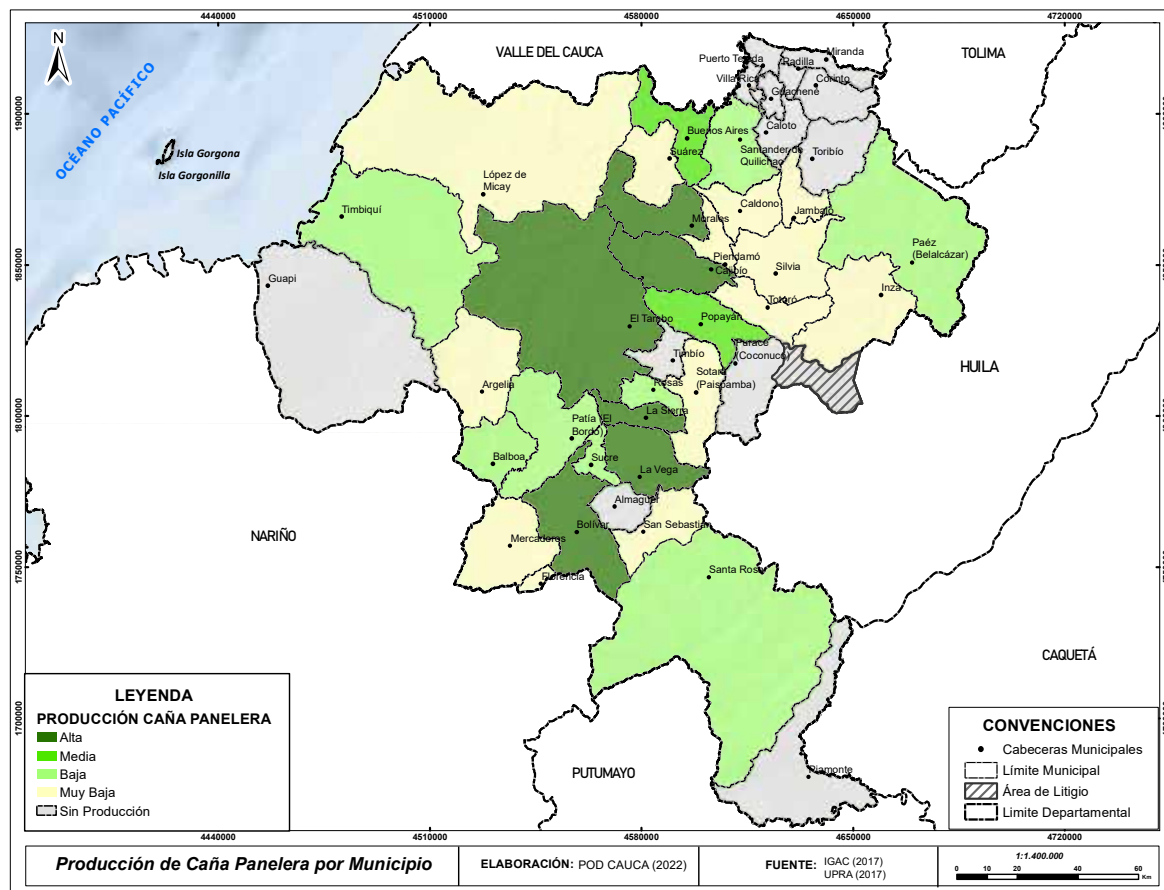 4440000
4510000
4580000
4650000
4720000
N
VALLE DEL CAUCA
TOLIMA
OCÉANO PACÍFICO
Isla Gorgona
Isla Gorgonilla
Puerto Tejada
Miranda
Padilla
Villa Rica
Corinto
Guachené
Caloto
Buenos Aires
Suárez
Santander de
Quilichao
Toribío
López de
Micay
Timbiquí
Caldono
Jambaló
Morales
Paéz
(Belalcázar)
Piendamó
Cajibío
Silvia
Guapi
Inza
Totoró
El Tambo
Popayán
Puracé
(Coconuco)
Timbío
HUILA
Argelia
Rosas
Sotara
(Paispamba)
La Sierra
Patía (El
Bordo)
Balboa
Sucre
La Vega
Almaguer
NARIÑO
Mercaderes
Bolívar
San Sebastián
Florencia
Santa Rosa
CAQUETÁ
PUTUMAYO
Piamonte
1900000
1850000
1800000
1750000
1700000
LEYENDA
PRODUCCIÓN CAÑA PANELERA
Alta
Media
Baja
Muy Baja
Sin Producción
CONVENCIONES
Cabeceras Municipales
Límite Municipal
Área de Litigio
Limite Departamental
4440000
4510000
4580000
4650000
4720000
Producción de Caña Panelera por Municipio
ELABORACIÓN: POD CAUCA (2022)
FUENTE: IGAC (2017)
UPRA (2017)
1:1.400.000
0 10 20 40 60
Km